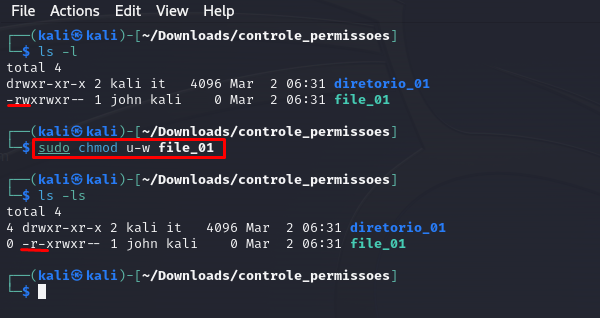 File Actions Edit View Help
┌──(kali㉿kali)-[~/Downloads/controle_permissoes]
└─$ ls -l
total 4
drwxr-xr-x 2 kali it   4096 Mar  2 06:31 diretorio_01
-rwxrwxr-- 1 john kali    0 Mar  2 06:31 file_01
┌──(kali㉿kali)-[~/Downloads/controle_permissoes]
└─$ sudo chmod u-w file_01
┌──(kali㉿kali)-[~/Downloads/controle_permissoes]
└─$ ls -ls
total 4
4 drwxr-xr-x 2 kali it   4096 Mar  2 06:31 diretorio_01
0 -r-xrwxr-- 1 john kali    0 Mar  2 06:31 file_01
┌──(kali㉿kali)-[~/Downloads/controle_permissoes]
└─$